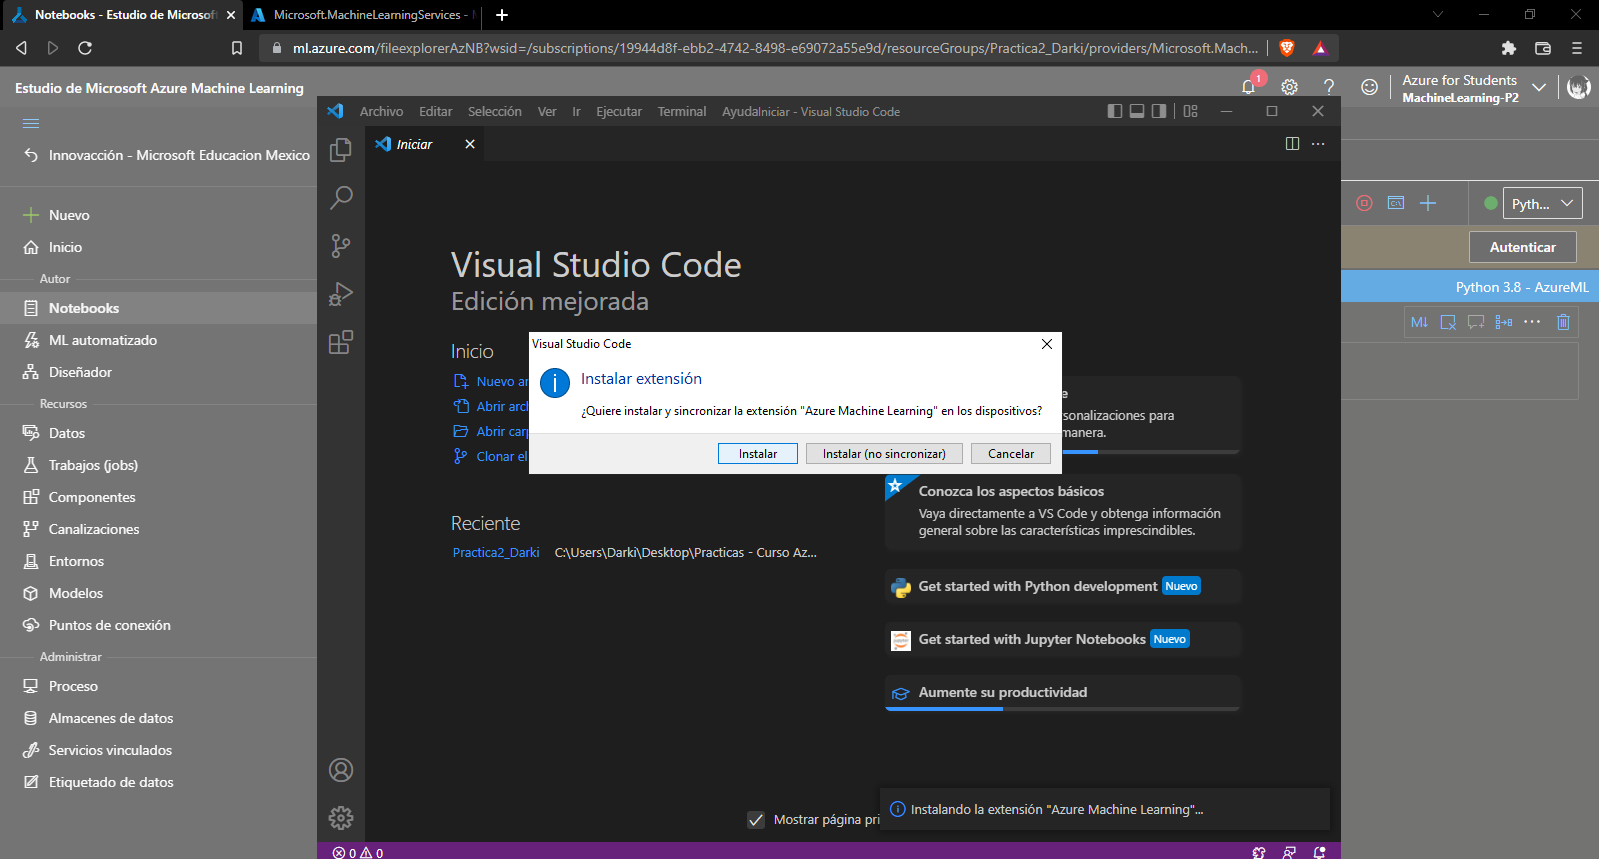 Notebooks - Estudio de Microsoft
Microsoft.MachineLearningServices -
ml.azure.com/fileexplorerAzNB?wsid=/subscriptions/19944d8f-ebb2-4742-8498-e69072a55e9d/resourceGroups/Practica2_Darki/providers/Microsoft.Mach...
Estudio de Microsoft Azure Machine Learning
1
Azure for Students
MachineLearning-P2
Innovacción - Microsoft Educacion Mexico
Nuevo
Inicio
Autor
Notebooks
ML automatizado
Diseñador
Recursos
Datos
Trabajos (jobs)
Componentes
Canalizaciones
Entornos
Modelos
Puntos de conexión
Administrar
Proceso
Almacenes de datos
Servicios vinculados
Etiquetado de datos
Archivo Editar Selección Ver Ir Ejecutar Terminal Ayuda
Iniciar - Visual Studio Code
Iniciar
Visual Studio Code
Edición mejorada
Inicio
Nuevo ar
Abrir arch
Abrir carp
Clonar el
Reciente
Practica2_Darki C:\Users\Darki\Desktop\Practicas - Curso Az...
Visual Studio Code
Instalar extensión
¿Quiere instalar y sincronizar la extensión "Azure Machine Learning" en los dispositivos?
Instalar
Instalar (no sincronizar)
Cancelar
e
sonalizaciones para
manera.
Conozca los aspectos básicos
Vaya directamente a VS Code y obtenga información
general sobre las características imprescindibles.
Get started with Python development Nuevo
Get started with Jupyter Notebooks Nuevo
Aumente su productividad
Mostrar página pri
Instalando la extensión "Azure Machine Learning"...
0 0
Pyth...
Autenticar
Python 3.8 - AzureML
M↓